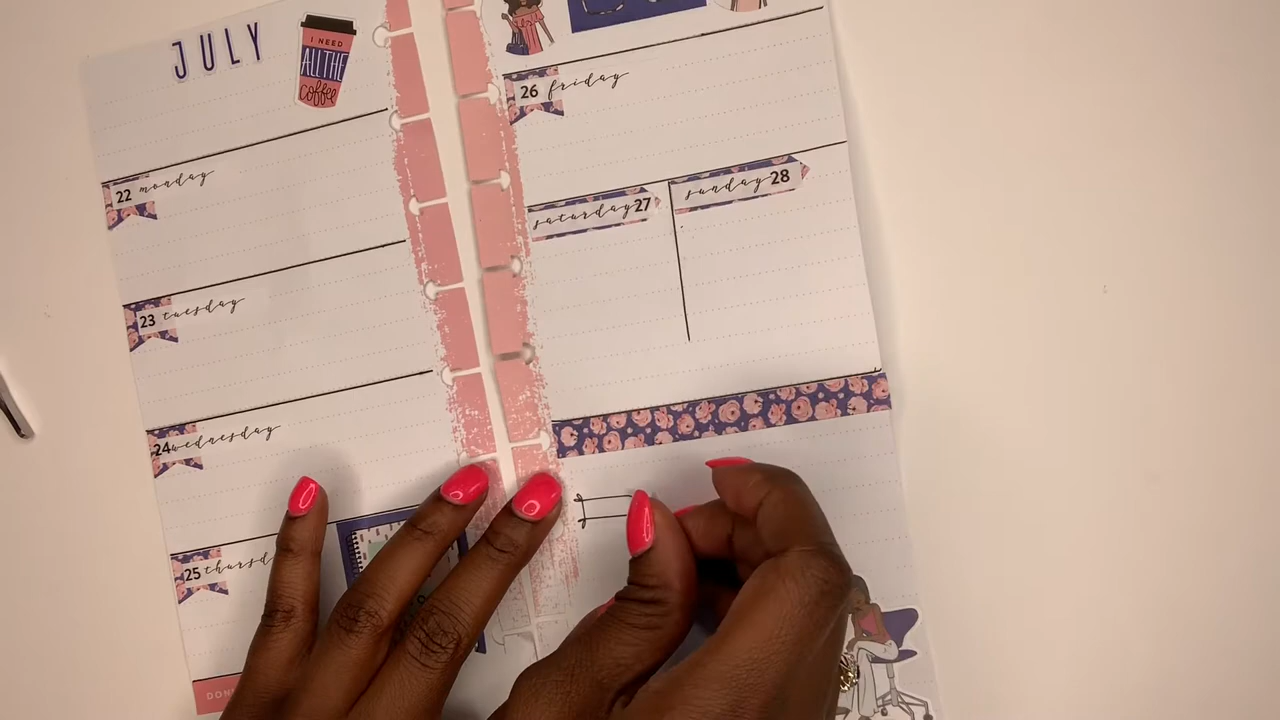 JULY
I NEED
ALL THE
coffee
22 monday
23 tuesday
24 wednesday
25 thursd
26 friday
saturday 27
sunday 28